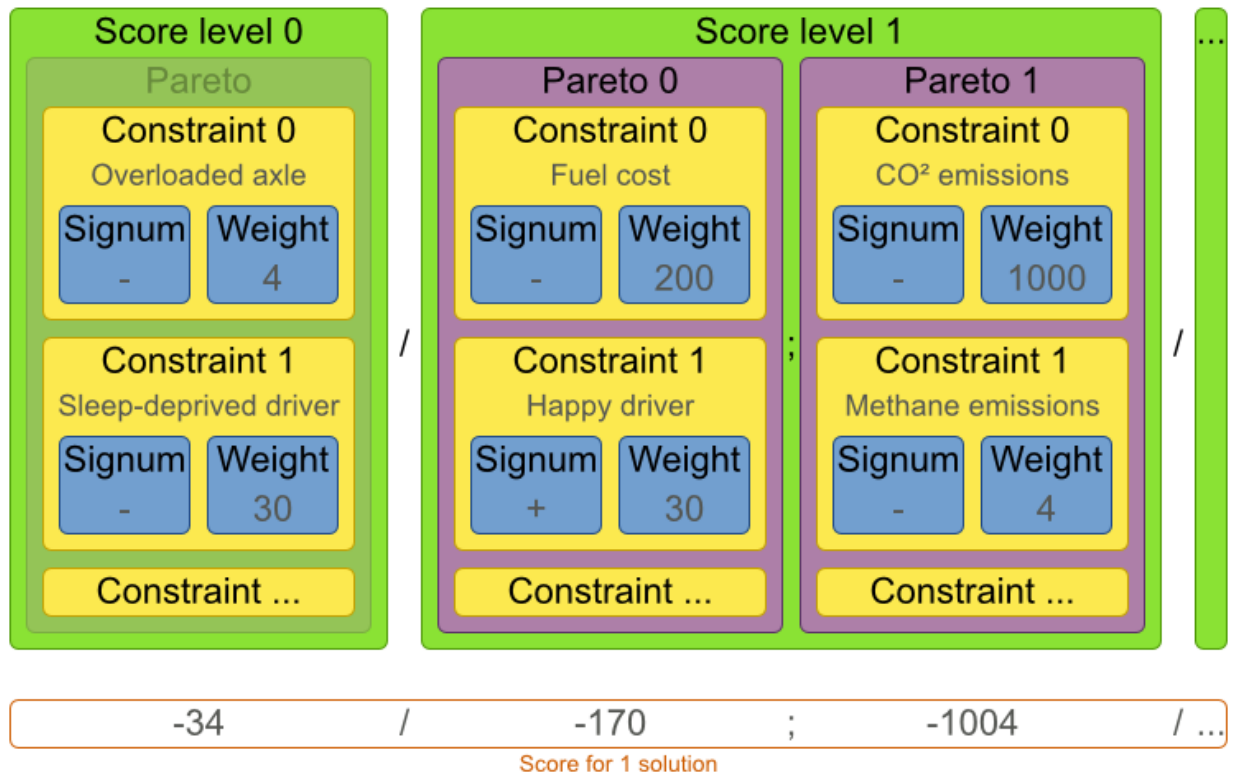 Score level 0
Pareto
Constraint 0
Overloaded axle
Signum Weight
- 4
Constraint 1
Sleep-deprived driver
Signum Weight
- 30
Constraint ...
/
Score level 1
Pareto 0
Constraint 0
Fuel cost
Signum Weight
- 200
Constraint 1
Happy driver
Signum Weight
+ 30
Constraint ...
;
Pareto 1
Constraint 0
CO² emissions
Signum Weight
- 1000
Constraint 1
Methane emissions
Signum Weight
- 4
Constraint ...
/
...
-34 / -170 ; -1004 / ...
Score for 1 solution